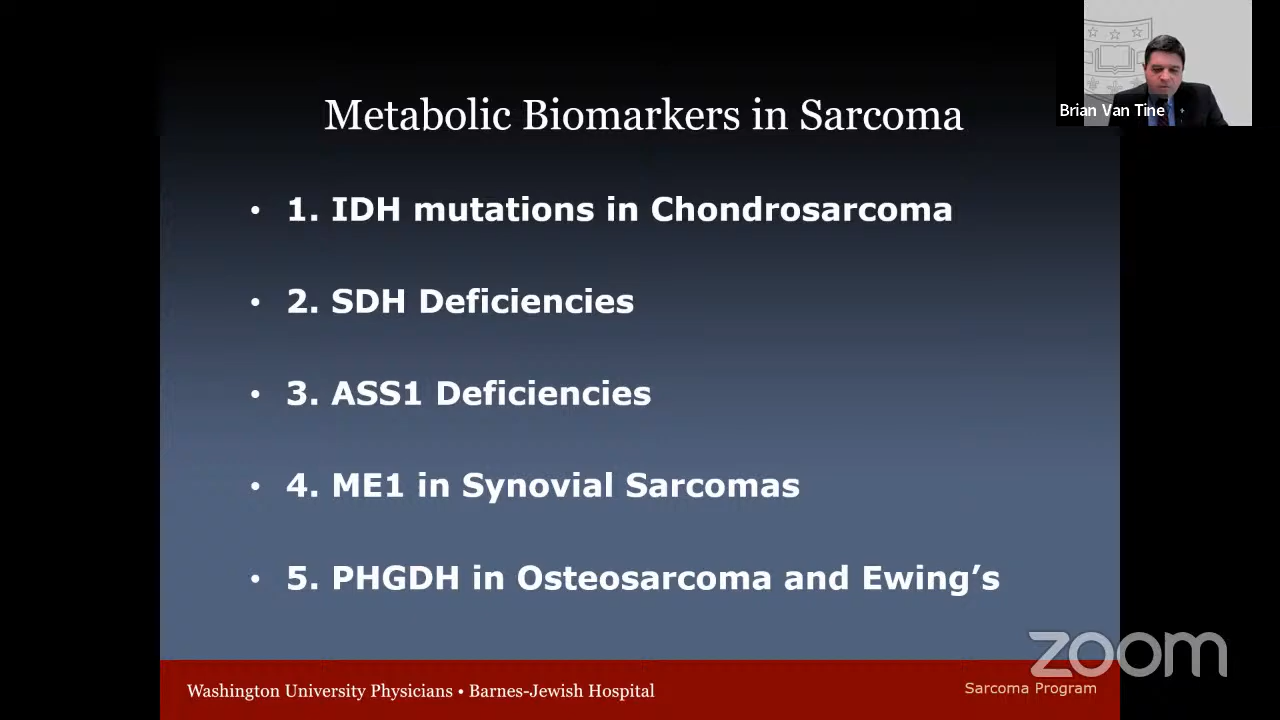 Metabolic Biomarkers in Sarcoma
Brian Van Tine
• 1. IDH mutations in Chondrosarcoma
• 2. SDH Deficiencies
• 3. ASS1 Deficiencies
• 4. ME1 in Synovial Sarcomas
• 5. PHGDH in Osteosarcoma and Ewing’s
zoom
Washington University Physicians • Barnes-Jewish Hospital
Sarcoma Program